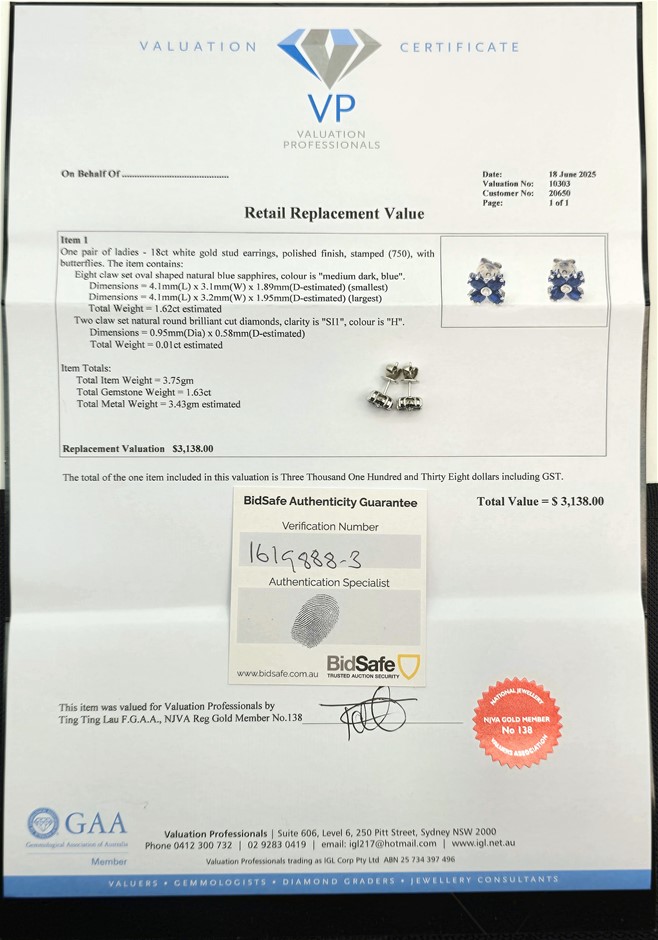 VALUATION CERTIFICATE
VP
VALUATION
PROFESSIONALS
On Behalf Of
Date: 18 June 2025
Valuation No: 10303
Customer No: 20650
Page: 1 of 1
Retail Replacement Value
Item 1
One pair of ladies - 18ct white gold stud earrings, polished finish, stamped (750), with
butterflies. The item contains:
Eight claw set oval shaped natural blue sapphires, colour is "medium dark, blue".
Dimensions = 4.1mm(L) x 3.1mm(W) x 1.89mm(D-estimated) (smallest)
Dimensions = 4.1mm(L) x 3.2mm(W) x 1.95mm(D-estimated) (largest)
Total Weight = 1.62ct estimated
Two claw set natural round brilliant cut diamonds, clarity is "SI1", colour is "H".
Dimensions = 0.95mm(Dia) x 0.58mm(D-estimated)
Total Weight = 0.01ct estimated
Item Totals:
Total Item Weight = 3.75gm
Total Gemstone Weight = 1.63ct
Total Metal Weight = 3.43gm estimated
Replacement Valuation $3,138.00
The total of the one item included in this valuation is Three Thousand One Hundred and Thirty Eight dollars including GST.
Total Value = $ 3,138.00
BidSafe Authenticity Guarantee
Verification Number
1619888-3
Authentication Specialist
www.bidsafe.com.au
BidSafe
TRUSTED AUCTION SECURITY
This item was valued for Valuation Professionals by
Ting Ting Lau F.G.A.A., NJVA Reg Gold Member No.138
NATIONAL JEWELLERY
NJVA GOLD MEMBER
No 138
VALUERS ASSOCIATION
GAA
Gemmological Association of Australia
Member
Valuation Professionals | Suite 606, Level 6, 250 Pitt Street, Sydney NSW 2000
Phone 0412 300 732 | 02 9283 0419 | email: igl217@hotmail.com | www.igl.net.au
Valuation Professionals trading as IGL Corp Pty Ltd ABN 25 734 397 496
VALUERS • GEMMOLOGISTS • DIAMOND GRADERS • JEWELLERY CONSULTANTS